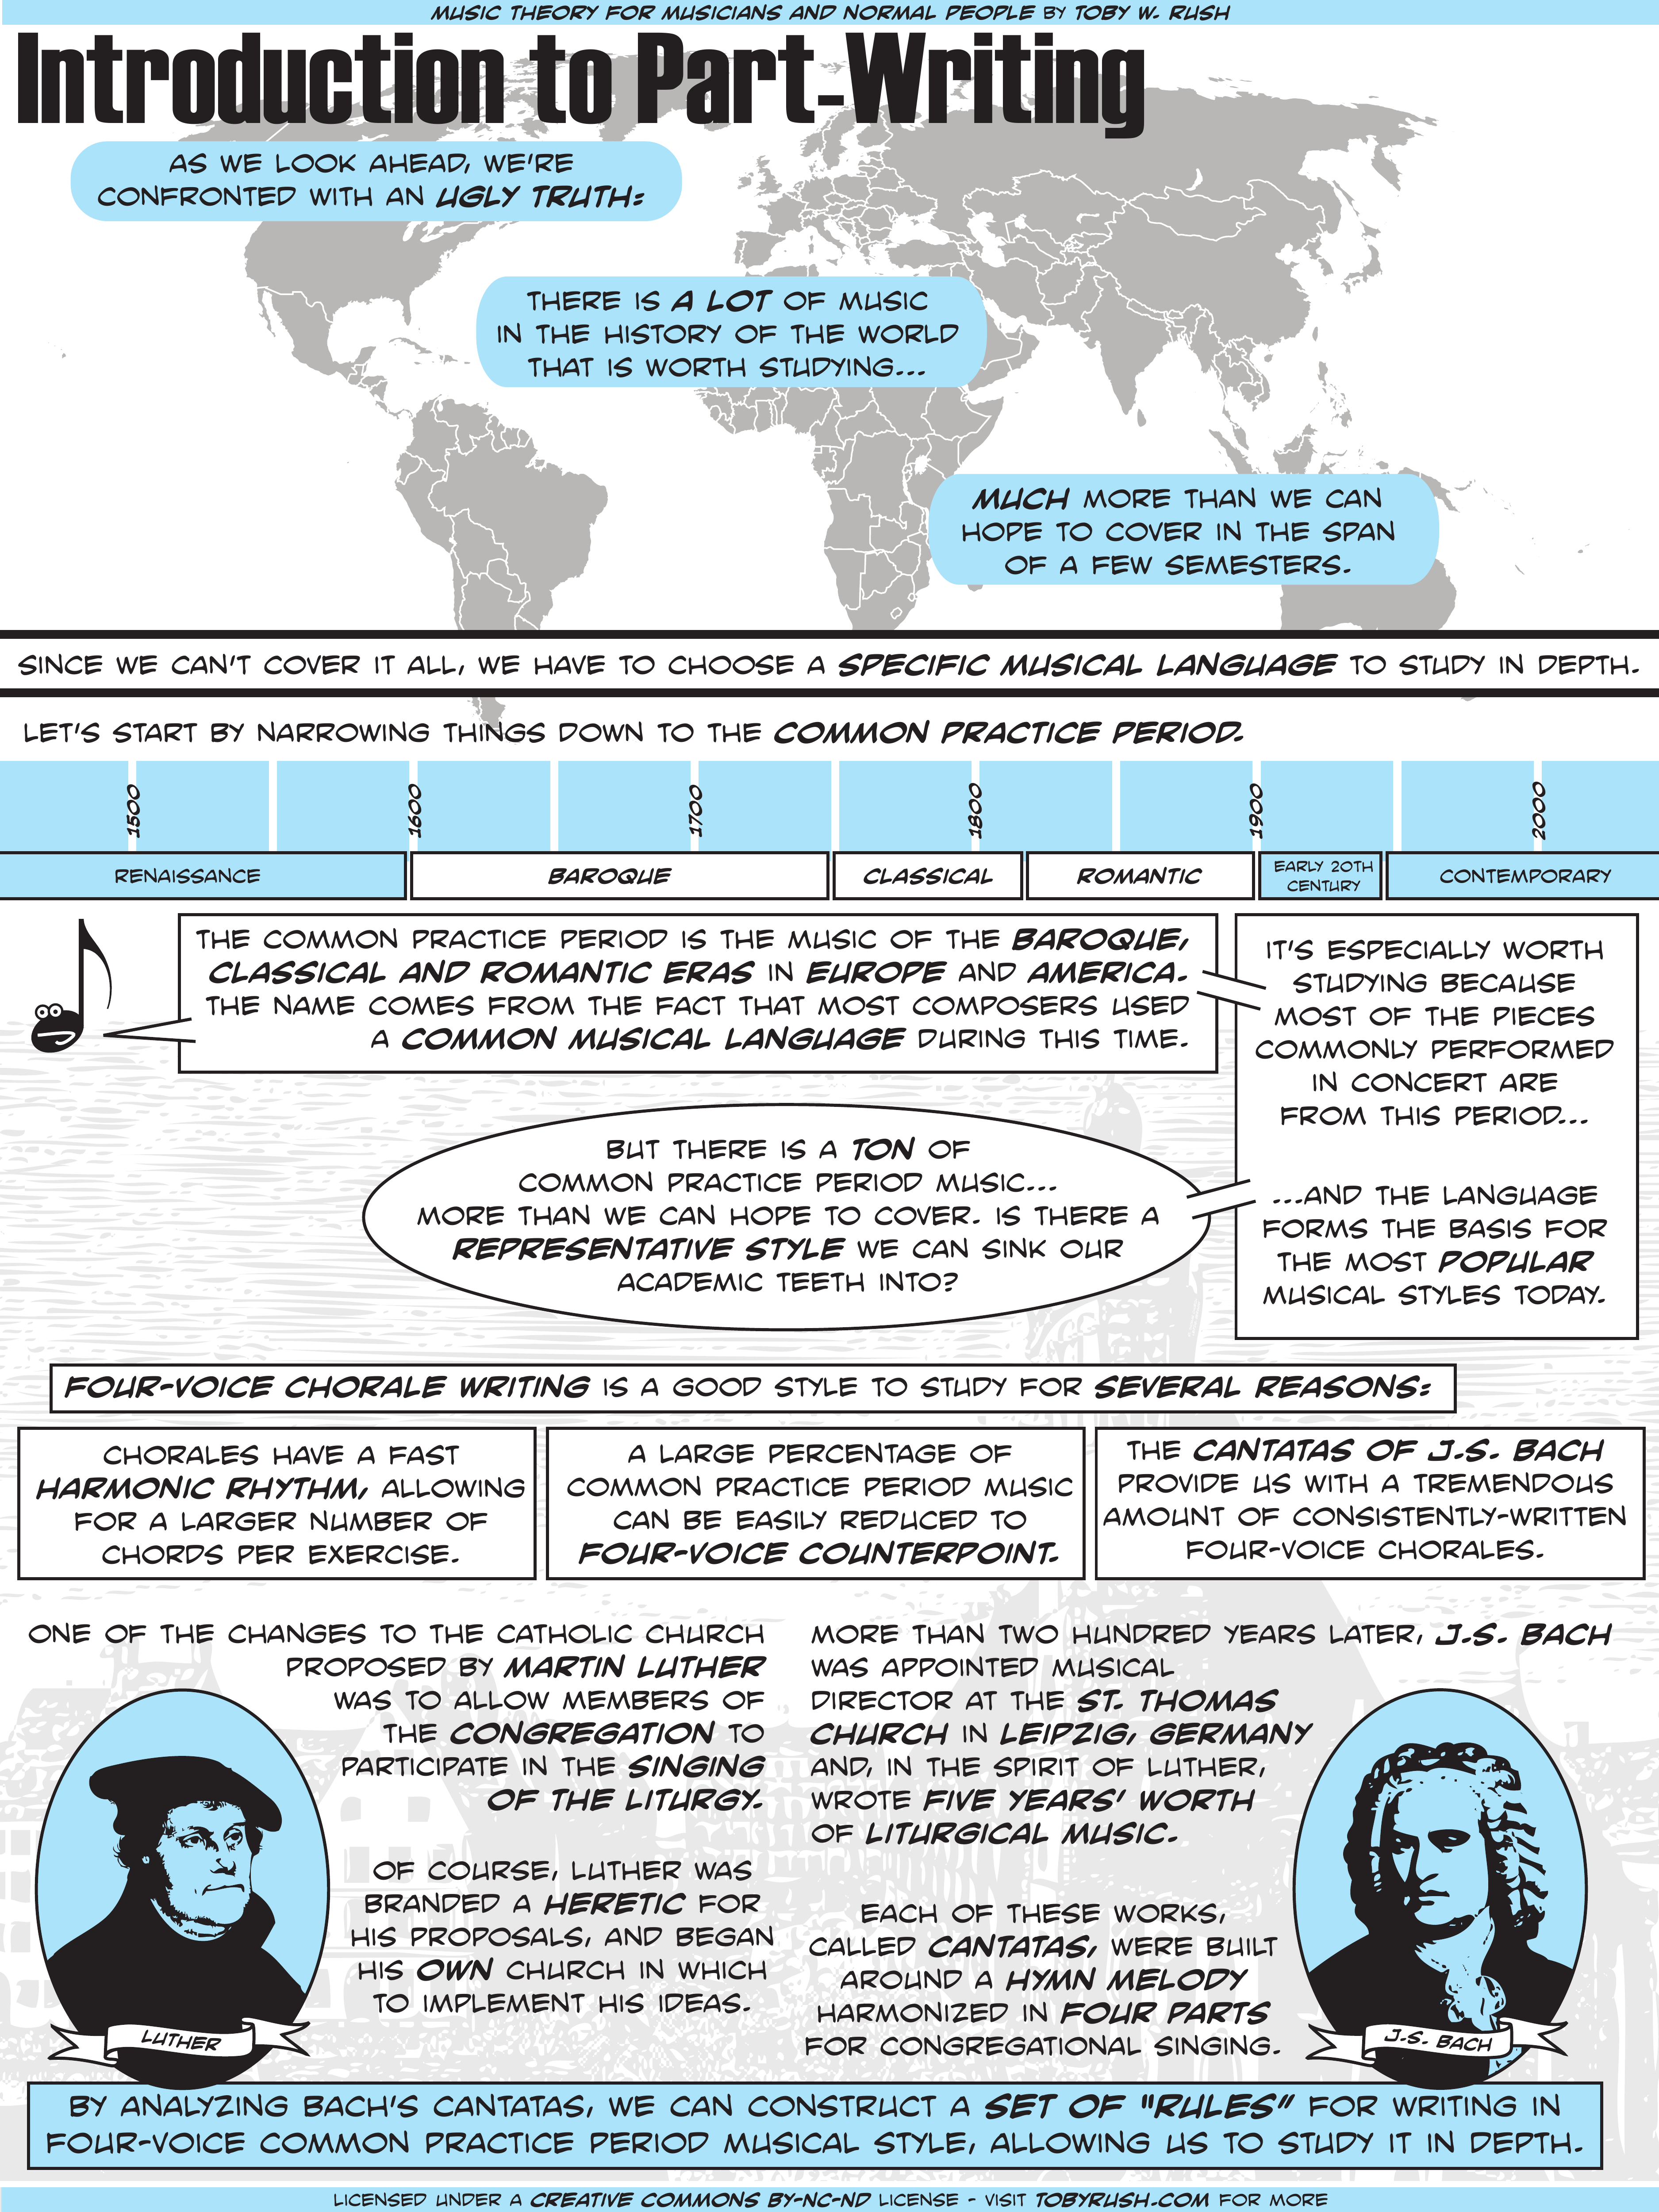 MUSIC THEORY FOR MUSICIANS AND NORMAL PEOPLE BY TOBY W. RUSH
Introduction to Part-Writing
AS WE LOOK AHEAD, WE'RE
CONFRONTED WITH AN UGLY TRUTH:
THERE IS A LOT OF MUSIC
IN THE HISTORY OF THE WORLD
THAT IS WORTH STUDYING...
MUCH MORE THAN WE CAN
HOPE TO COVER IN THE SPAN
OF A FEW SEMESTERS.
SINCE WE CAN'T COVER IT ALL, WE HAVE TO CHOOSE A SPECIFIC MUSICAL LANGUAGE TO STUDY IN DEPTH.
LET'S START BY NARROWING THINGS DOWN TO THE COMMON PRACTICE PERIOD.
1500
1600
1700
1800
1900
2000
RENAISSANCE
BAROQUE
CLASSICAL
ROMANTIC
EARLY 20TH
CENTURY
CONTEMPORARY
THE COMMON PRACTICE PERIOD IS THE MUSIC OF THE BAROQUE,
CLASSICAL AND ROMANTIC ERAS IN EUROPE AND AMERICA.
THE NAME COMES FROM THE FACT THAT MOST COMPOSERS USED
A COMMON MUSICAL LANGUAGE DURING THIS TIME.
IT'S ESPECIALLY WORTH
STUDYING BECAUSE
MOST OF THE PIECES
COMMONLY PERFORMED
IN CONCERT ARE
FROM THIS PERIOD...
...AND THE LANGUAGE
FORMS THE BASIS FOR
THE MOST POPULAR
MUSICAL STYLES TODAY.
BUT THERE IS A TON OF
COMMON PRACTICE PERIOD MUSIC...
MORE THAN WE CAN HOPE TO COVER. IS THERE A
REPRESENTATIVE STYLE WE CAN SINK OUR
ACADEMIC TEETH INTO?
FOUR-VOICE CHORALE WRITING IS A GOOD STYLE TO STUDY FOR SEVERAL REASONS:
CHORALES HAVE A FAST
HARMONIC RHYTHM, ALLOWING
FOR A LARGER NUMBER OF
CHORDS PER EXERCISE.
A LARGE PERCENTAGE OF
COMMON PRACTICE PERIOD MUSIC
CAN BE EASILY REDUCED TO
FOUR-VOICE COUNTERPOINT.
THE CANTATAS OF J.S. BACH
PROVIDE US WITH A TREMENDOUS
AMOUNT OF CONSISTENTLY-WRITTEN
FOUR-VOICE CHORALES.
ONE OF THE CHANGES TO THE CATHOLIC CHURCH
PROPOSED BY MARTIN LUTHER
WAS TO ALLOW MEMBERS OF
THE CONGREGATION TO
PARTICIPATE IN THE SINGING
OF THE LITURGY.
OF COURSE, LUTHER WAS
BRANDED A HERETIC FOR
HIS PROPOSALS, AND BEGAN
HIS OWN CHURCH IN WHICH
TO IMPLEMENT HIS IDEAS.
LUTHER
MORE THAN TWO HUNDRED YEARS LATER, J.S. BACH
WAS APPOINTED MUSICAL
DIRECTOR AT THE ST. THOMAS
CHURCH IN LEIPZIG, GERMANY
AND, IN THE SPIRIT OF LUTHER,
WROTE FIVE YEARS' WORTH
OF LITURGICAL MUSIC.
EACH OF THESE WORKS,
CALLED CANTATAS, WERE BUILT
AROUND A HYMN MELODY
HARMONIZED IN FOUR PARTS
FOR CONGREGATIONAL SINGING.
J.S. BACH
BY ANALYZING BACH'S CANTATAS, WE CAN CONSTRUCT A SET OF "RULES" FOR WRITING IN
FOUR-VOICE COMMON PRACTICE PERIOD MUSICAL STYLE, ALLOWING US TO STUDY IT IN DEPTH.
LICENSED UNDER A CREATIVE COMMONS BY-NC-ND LICENSE - VISIT TOBYRUSH.COM FOR MORE